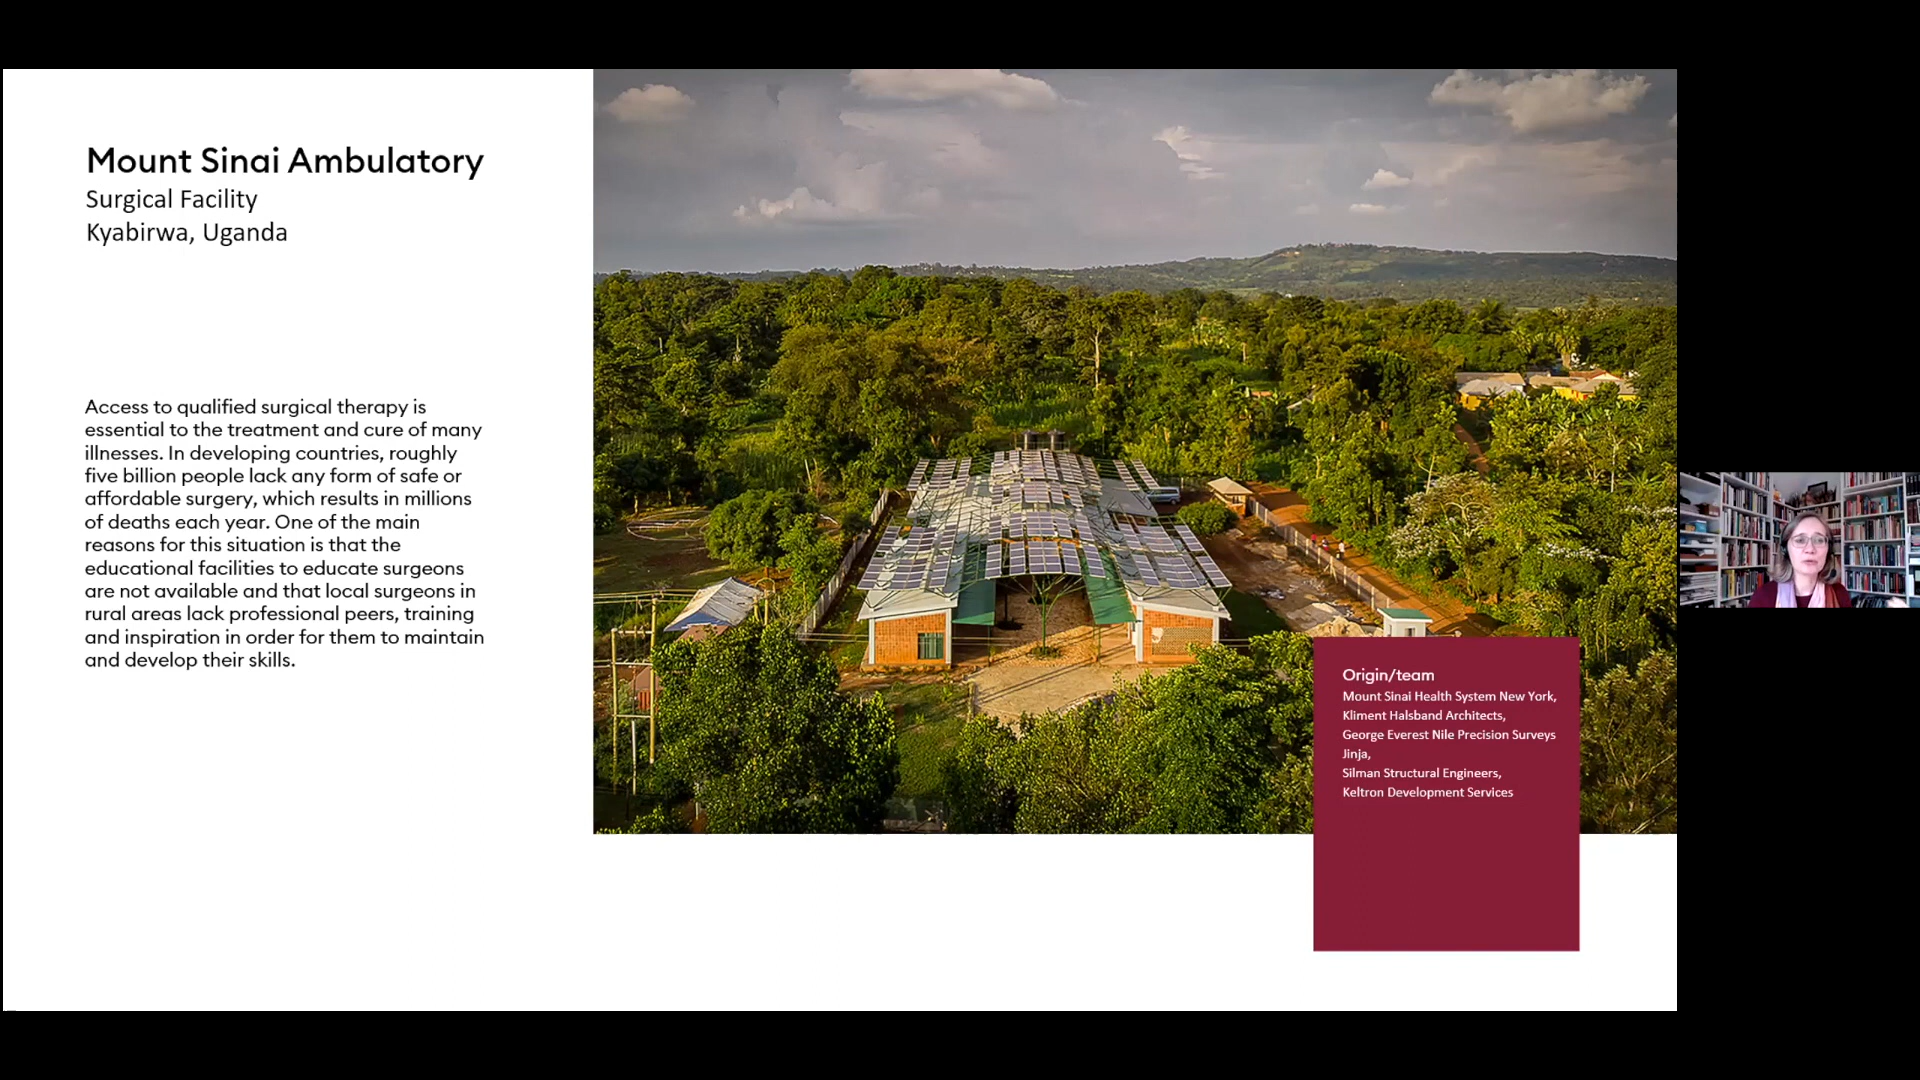 Mount Sinai Ambulatory
Surgical Facility
Kyabirwa, Uganda
Access to qualified surgical therapy is
essential to the treatment and cure of many
illnesses. In developing countries, roughly
five billion people lack any form of safe or
affordable surgery, which results in millions
of deaths each year. One of the main
reasons for this situation is that the
educational facilities to educate surgeons
are not available and that local surgeons in
rural areas lack professional peers, training
and inspiration in order for them to maintain
and develop their skills.
Origin/team
Mount Sinai Health System New York,
Kliment Halsband Architects,
George Everest Nile Precision Surveys
Jinja,
Silman Structural Engineers,
Keltron Development Services